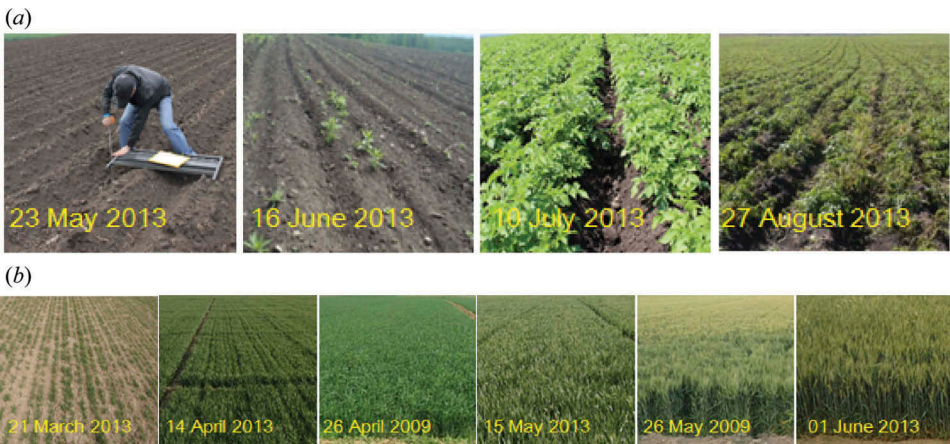 (a)
23 May 2013
16 June 2013
10 July 2013
27 August 2013
(b)
21 March 2013
14 April 2013
26 April 2009
15 May 2013
26 May 2009
01 June 2013